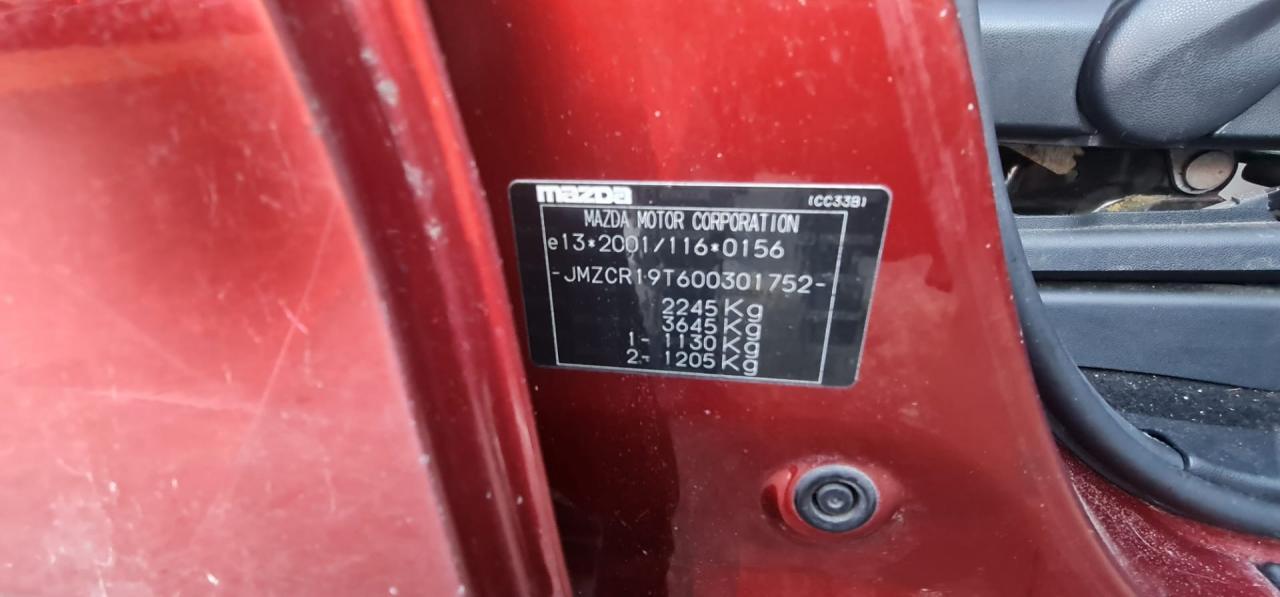 mazda
(CC33B)
MAZDA MOTOR CORPORATION
e13*2001/116*0156
-JMZCR19T600301752-
2245 Kg
3645 Kg
1- 1130 Kg
2- 1205 Kg